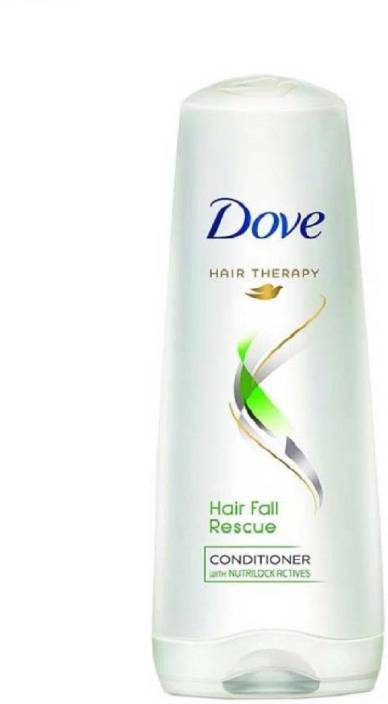 Dove
HAIR THERAPY
Hair Fall
Rescue
CONDITIONER
WITH NUTRILOCK ACTIVES